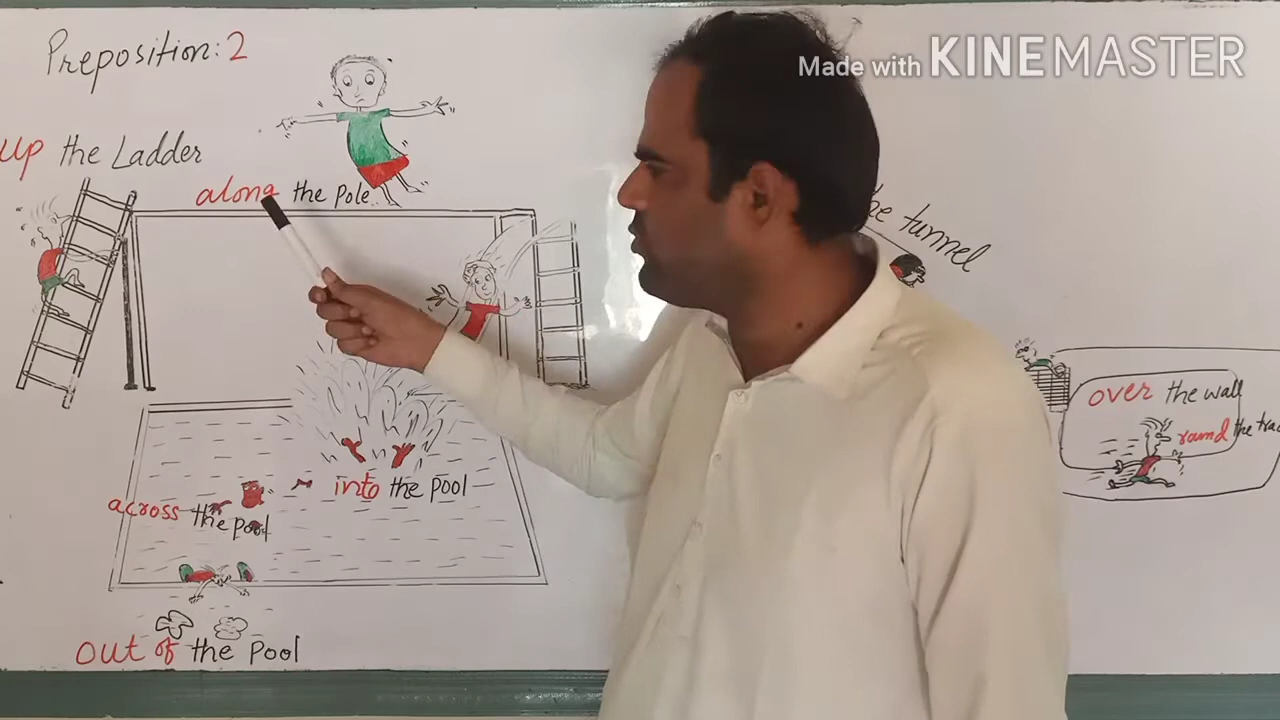 Preposition: 2
Made with KINEMASTER
up the Ladder
along the pole
the tunnel
over the wall
round the trac
into the pool
across the pool
out of the pool